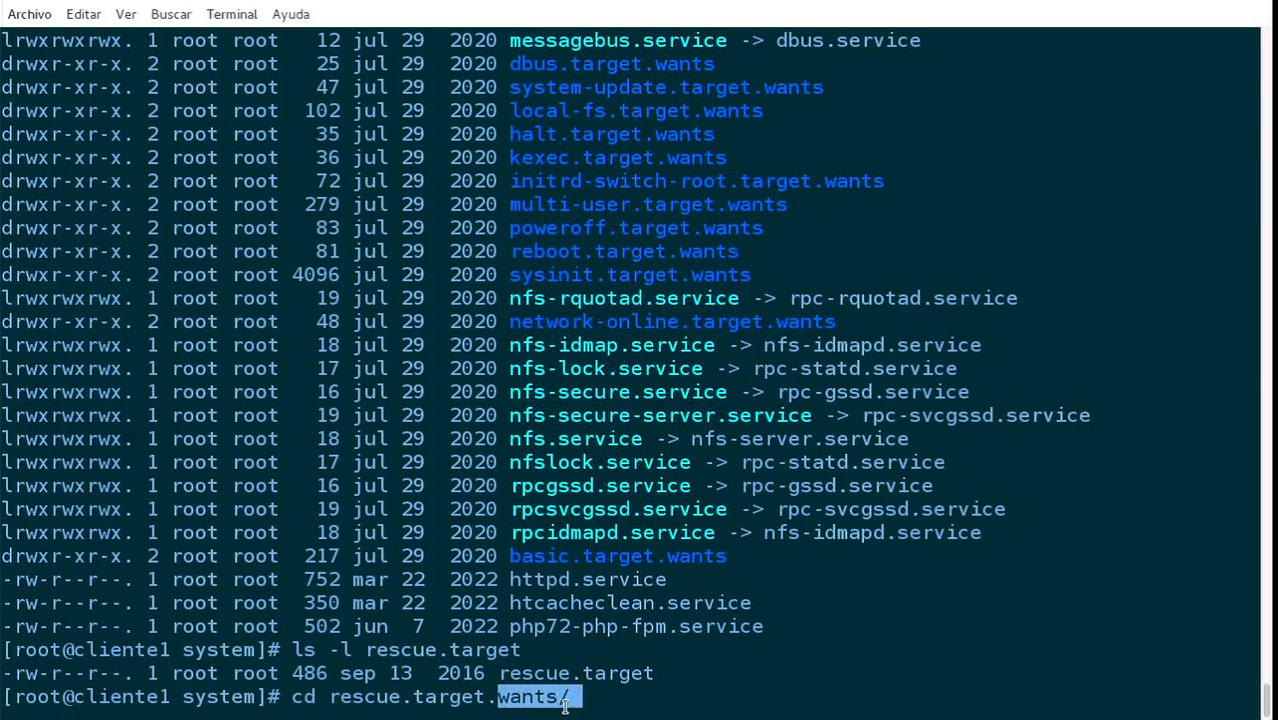 Archivo Editar Ver Buscar Terminal Ayuda
lrwxrwxrwx. 1 root root 12 jul 29 2020 messagebus.service -> dbus.service
drwxr-xr-x. 2 root root 25 jul 29 2020 dbus.target.wants
drwxr-xr-x. 2 root root 47 jul 29 2020 system-update.target.wants
drwxr-xr-x. 2 root root 102 jul 29 2020 local-fs.target.wants
drwxr-xr-x. 2 root root 35 jul 29 2020 halt.target.wants
drwxr-xr-x. 2 root root 36 jul 29 2020 kexec.target.wants
drwxr-xr-x. 2 root root 72 jul 29 2020 initrd-switch-root.target.wants
drwxr-xr-x. 2 root root 279 jul 29 2020 multi-user.target.wants
drwxr-xr-x. 2 root root 83 jul 29 2020 poweroff.target.wants
drwxr-xr-x. 2 root root 81 jul 29 2020 reboot.target.wants
drwxr-xr-x. 2 root root 4096 jul 29 2020 sysinit.target.wants
lrwxrwxrwx. 1 root root 19 jul 29 2020 nfs-rquotad.service -> rpc-rquotad.service
drwxr-xr-x. 2 root root 48 jul 29 2020 network-online.target.wants
lrwxrwxrwx. 1 root root 18 jul 29 2020 nfs-idmap.service -> nfs-idmapd.service
lrwxrwxrwx. 1 root root 17 jul 29 2020 nfs-lock.service -> rpc-statd.service
lrwxrwxrwx. 1 root root 16 jul 29 2020 nfs-secure.service -> rpc-gssd.service
lrwxrwxrwx. 1 root root 19 jul 29 2020 nfs-secure-server.service -> rpc-svcgssd.service
lrwxrwxrwx. 1 root root 18 jul 29 2020 nfs.service -> nfs-server.service
lrwxrwxrwx. 1 root root 17 jul 29 2020 nfslock.service -> rpc-statd.service
lrwxrwxrwx. 1 root root 16 jul 29 2020 rpcgssd.service -> rpc-gssd.service
lrwxrwxrwx. 1 root root 19 jul 29 2020 rpcsvcgssd.service -> rpc-svcgssd.service
lrwxrwxrwx. 1 root root 18 jul 29 2020 rpcidmapd.service -> nfs-idmapd.service
drwxr-xr-x. 2 root root 217 jul 29 2020 basic.target.wants
-rw-r--r--. 1 root root 752 mar 22 2022 httpd.service
-rw-r--r--. 1 root root 350 mar 22 2022 htcacheclean.service
-rw-r--r--. 1 root root 502 jun 7 2022 php72-php-fpm.service
[root@cliente1 system]# ls -l rescue.target
-rw-r--r--. 1 root root 486 sep 13 2016 rescue.target
[root@cliente1 system]# cd rescue.target.wants/